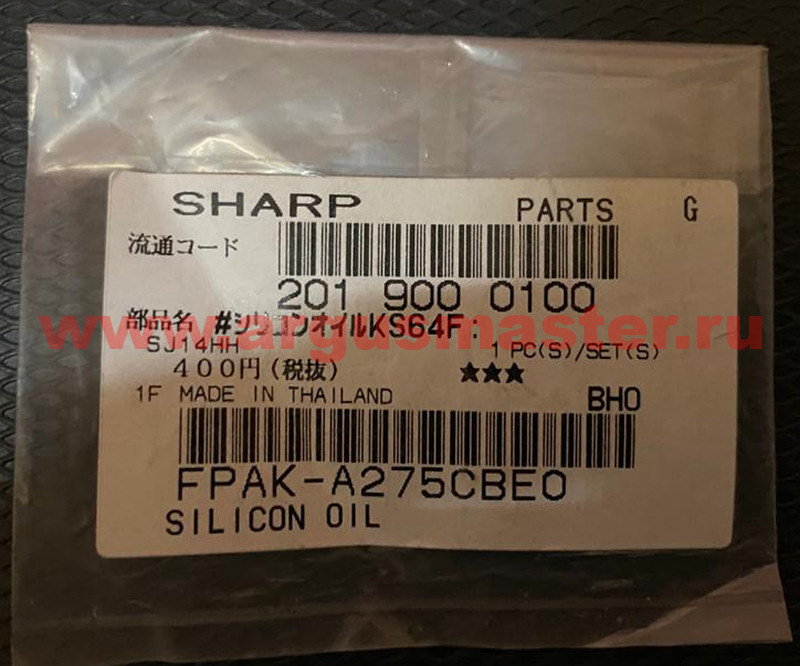 SHARP PARTS G
流通コード
201 900 0100
部品名 #シリコンオイルKS64F:
www.argusmaster.ru
SJ14HH 1 PC(S)/SET(S)
400円(税抜) ★★★
1F MADE IN THAILAND BHO
FPAK-A275CBE0
SILICON OIL